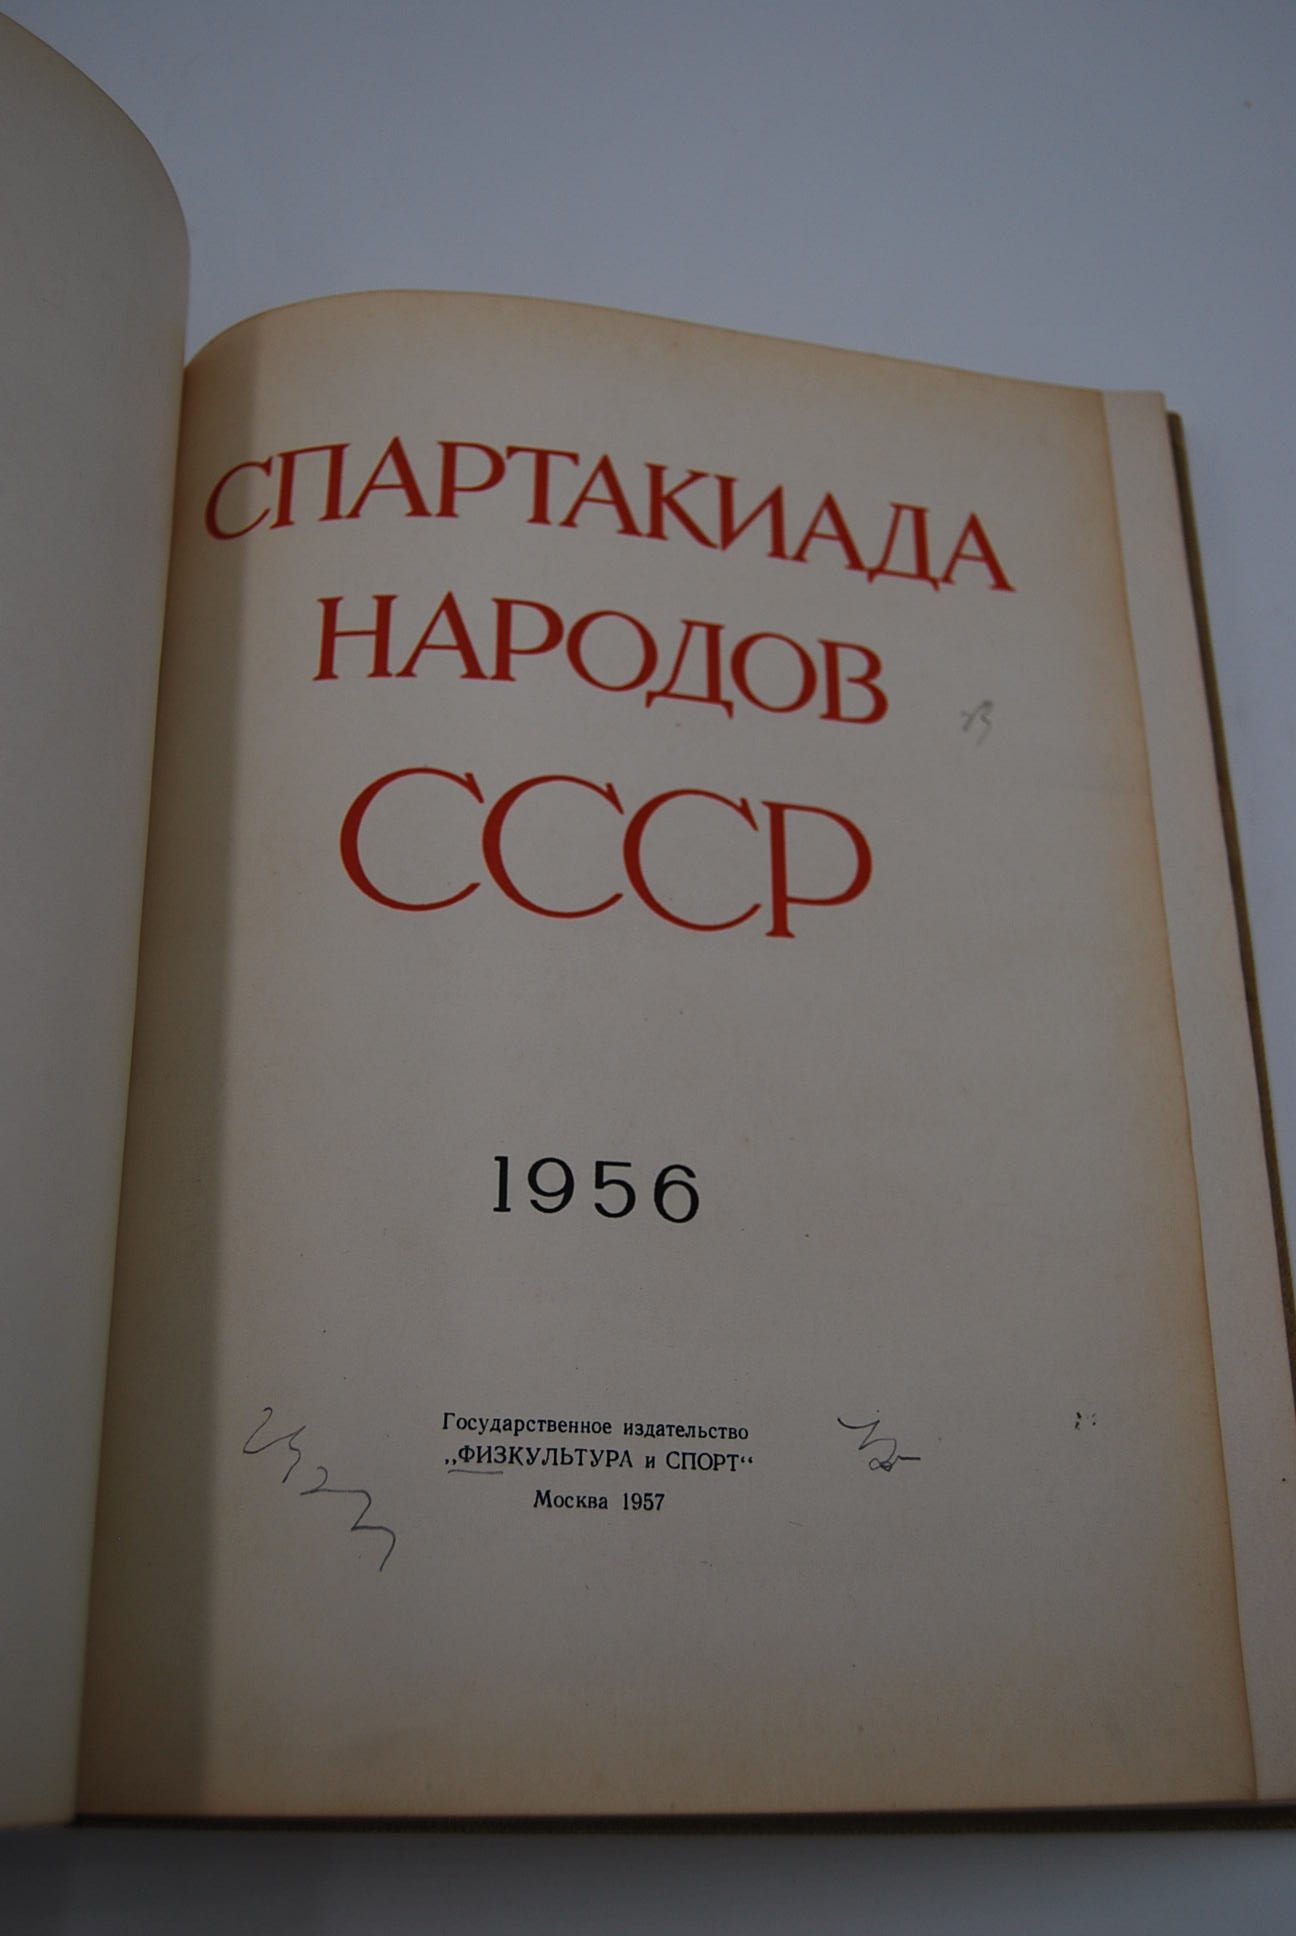 СПАРТАКИАДА
НАРОДОВ
СССР
1956
Государственное издательство
„ФИЗКУЛЬТУРА и СПОРТ“
Москва 1957